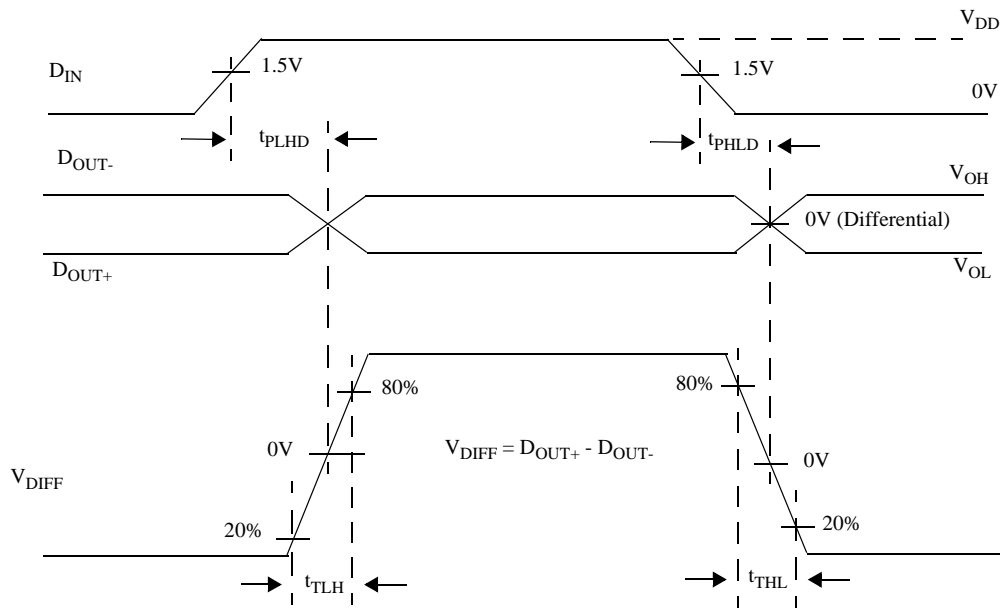 V_DD
D_IN
1.5V
1.5V
0V
t_PLHD
t_PHLD
D_OUT-
V_OH
0V (Differential)
D_OUT+
V_OL
80%
80%
0V
V_DIFF = D_OUT+ - D_OUT-
0V
V_DIFF
20%
20%
t_TLH
t_THL